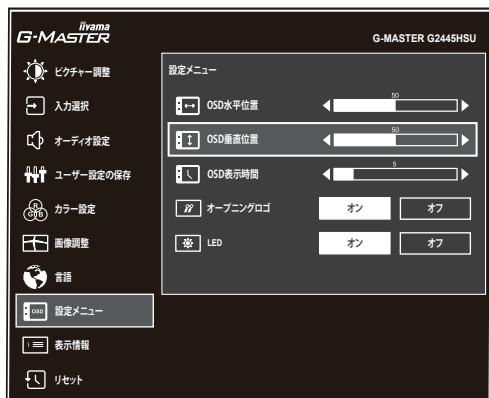 iiyama
G-MASTER
G-MASTER G2445HSU
ピクチャー調整
入力選択
オーディオ設定
ユーザー設定の保存
R
G B
カラー設定
画像調整
言語
OSD
設定メニュー
i
表示情報
リセット
設定メニュー
OSD水平位置
50
OSD垂直位置
50
OSD表示時間
5
オープニングロゴ
オン
オフ
LED
オン
オフ